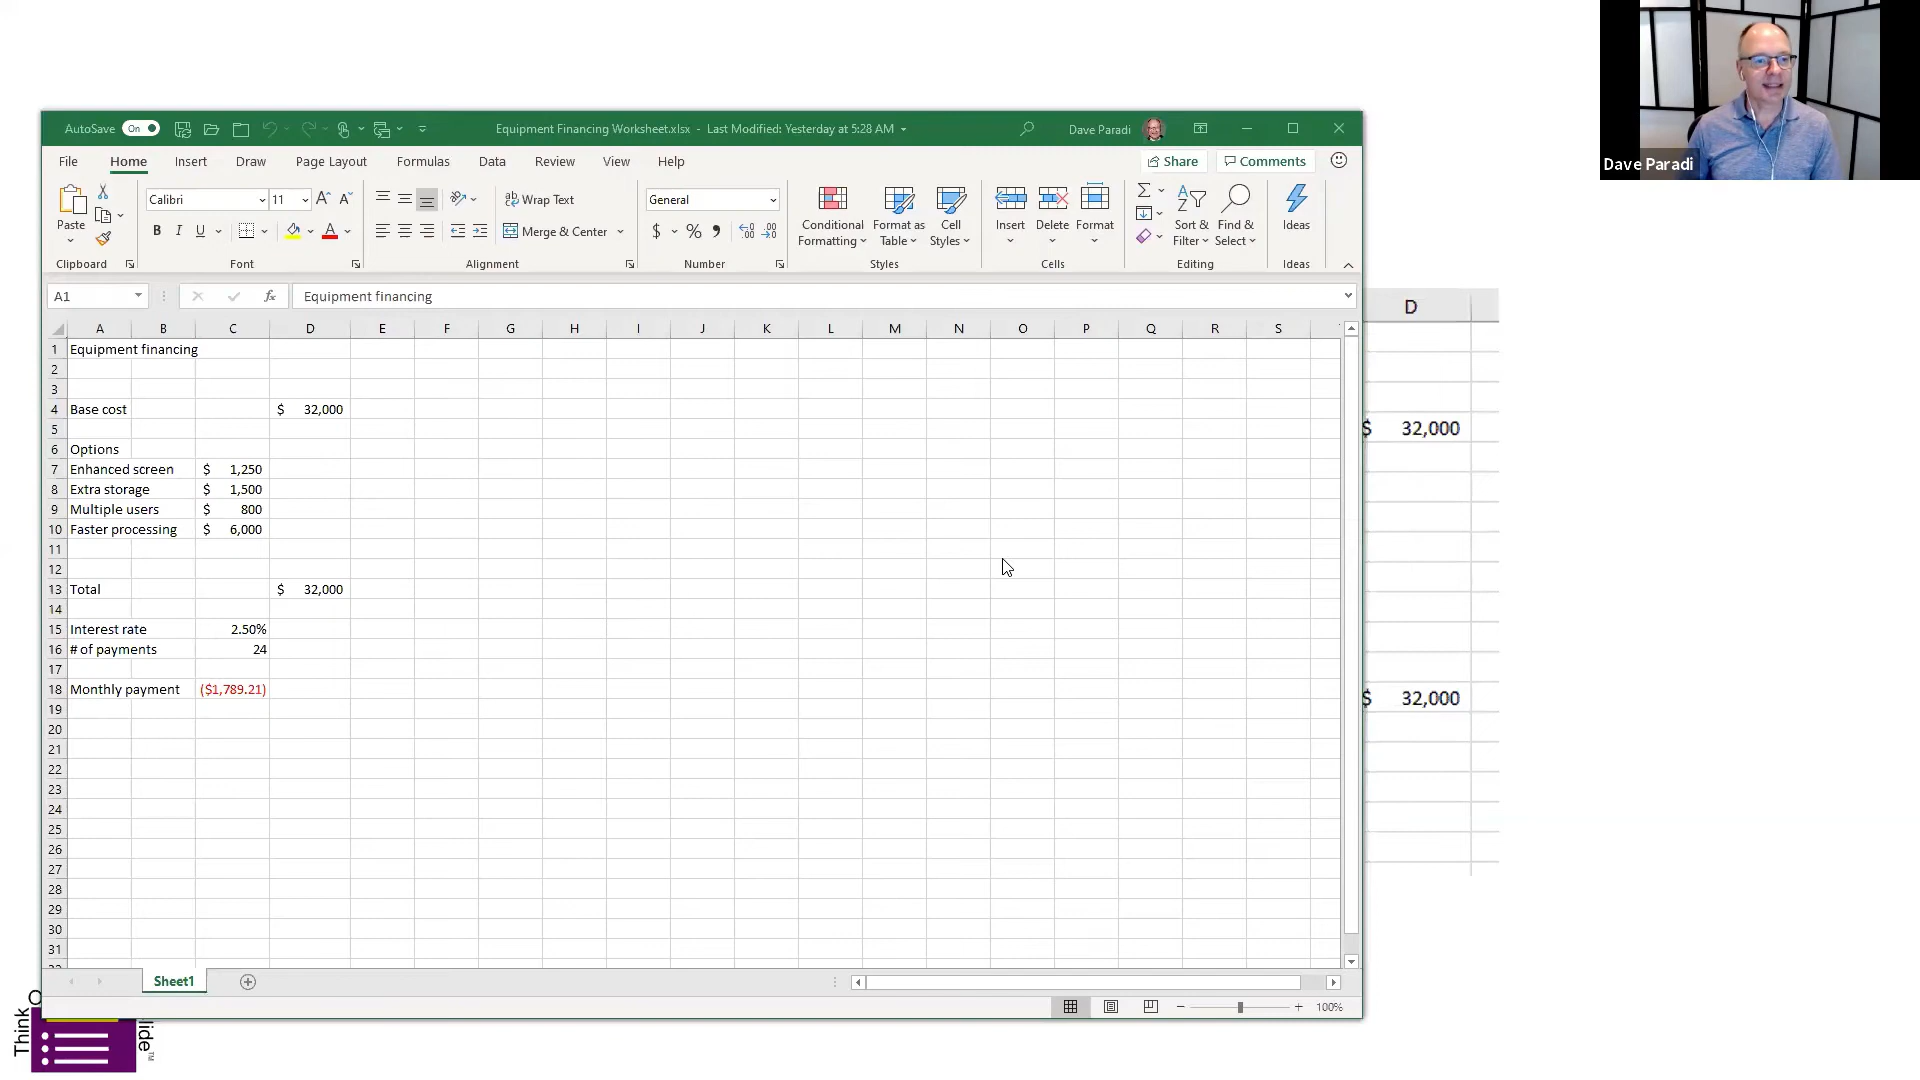 AutoSave On Equipment Financing Worksheet.xlsx - Last Modified: Yesterday at 5:28 AM Dave Paradi
File Home Insert Draw Page Layout Formulas Data Review View Help Share Comments
Paste
Clipboard
Calibri 11
B I U A
Font
Wrap Text
Merge & Center
Alignment
General
$ % ,
Number
Conditional Formatting
Format as Table
Cell Styles
Styles
Insert Delete Format
Cells
Sort & Filter
Find & Select
Editing
Ideas
Ideas
A1 fx Equipment financing
A B C D E F G H I J K L M N O P Q R S
1 Equipment financing
2
3
4 Base cost $ 32,000
5
6 Options
7 Enhanced screen $ 1,250
8 Extra storage $ 1,500
9 Multiple users $ 800
10 Faster processing $ 6,000
11
12
13 Total $ 32,000
14
15 Interest rate 2.50%
16 # of payments 24
17
18 Monthly payment ($1,789.21)
19
20
21
22
23
24
25
26
27
28
29
30
31
Sheet1
100%
D
$ 32,000
$ 32,000
Dave Paradi
Think
lide™